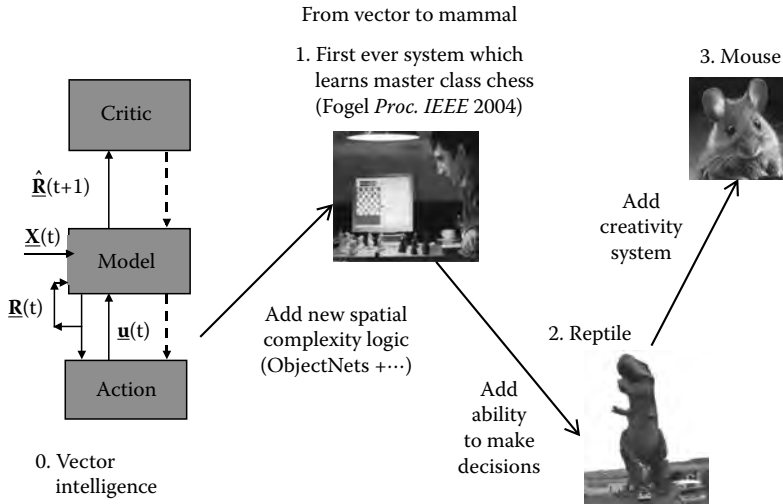 From vector to mammal
1. First ever system which
learns master class chess
(Fogel Proc. IEEE 2004)
3. Mouse
Critic
R̂(t+1)
X(t)
Model
R(t)
u(t)
Action
0. Vector
intelligence
Add new spatial
complexity logic
(ObjectNets +⋯)
Add
ability
to make
decisions
2. Reptile
Add
creativity
system